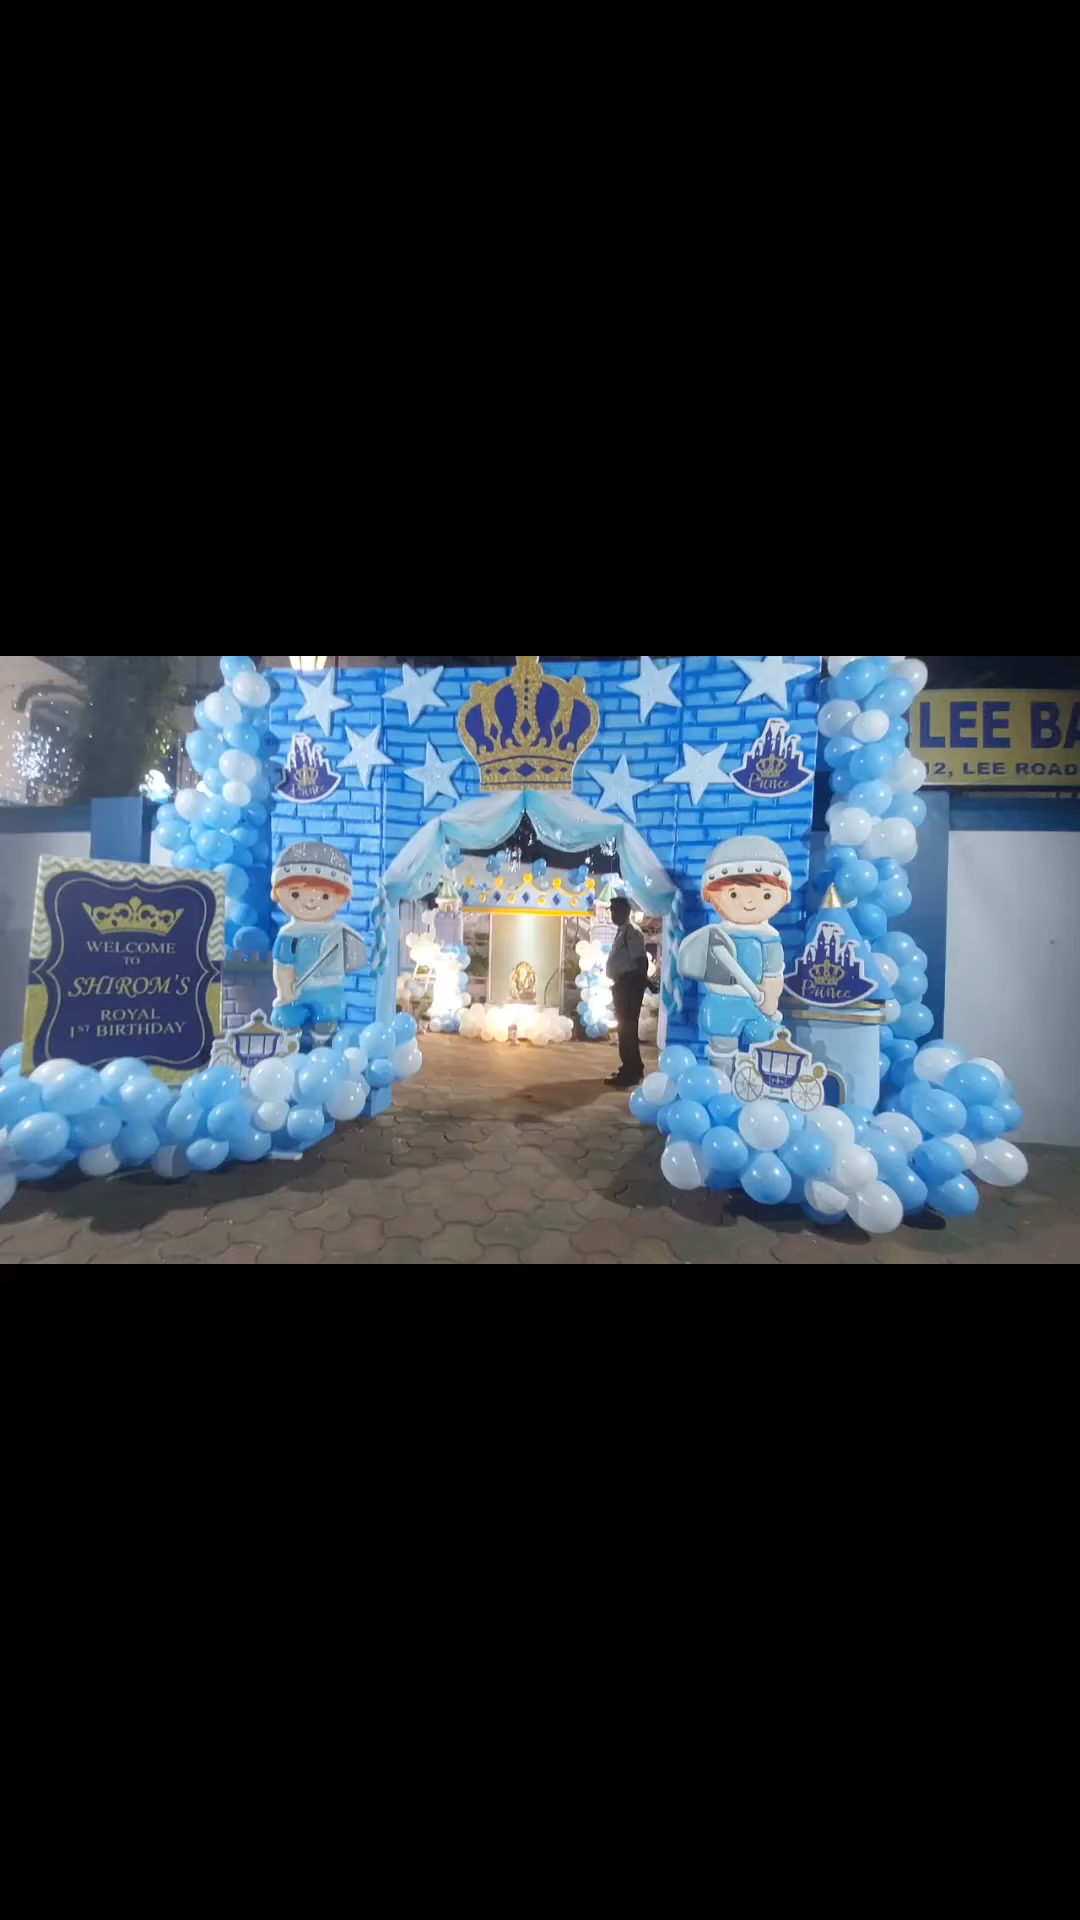 WELCOME
TO
SHIROM'S
ROYAL
1ST BIRTHDAY
Prince
Prince
Prince
LEE BA
12, LEE ROAD